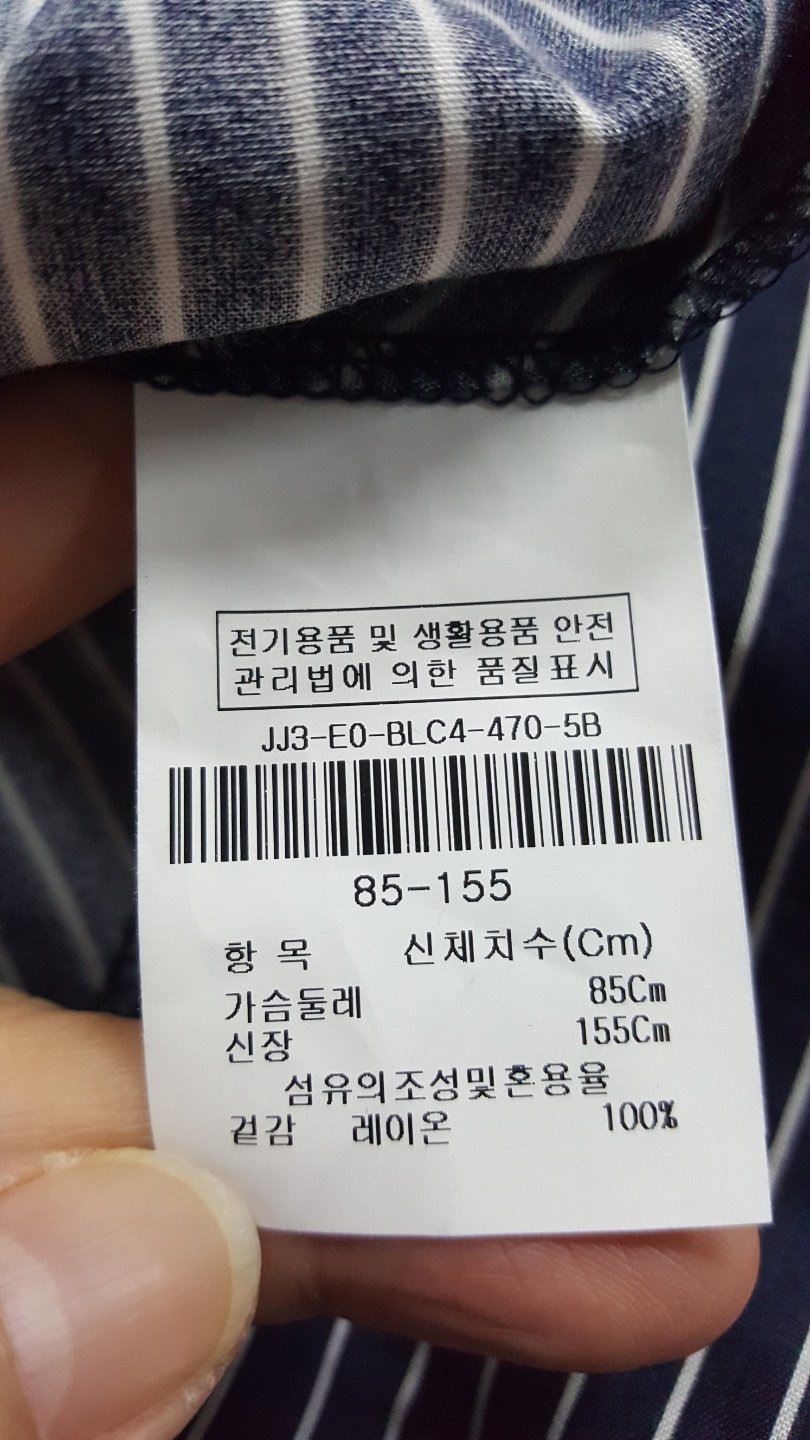 전기용품 및 생활용품 안전
관리법에 의한 품질표시
JJ3-E0-BLC4-470-5B
85-155
항 목 신체치수(Cm)
가슴둘레 85Cm
신장 155Cm
섬유의조성및혼용율
겉감 레이온 100%